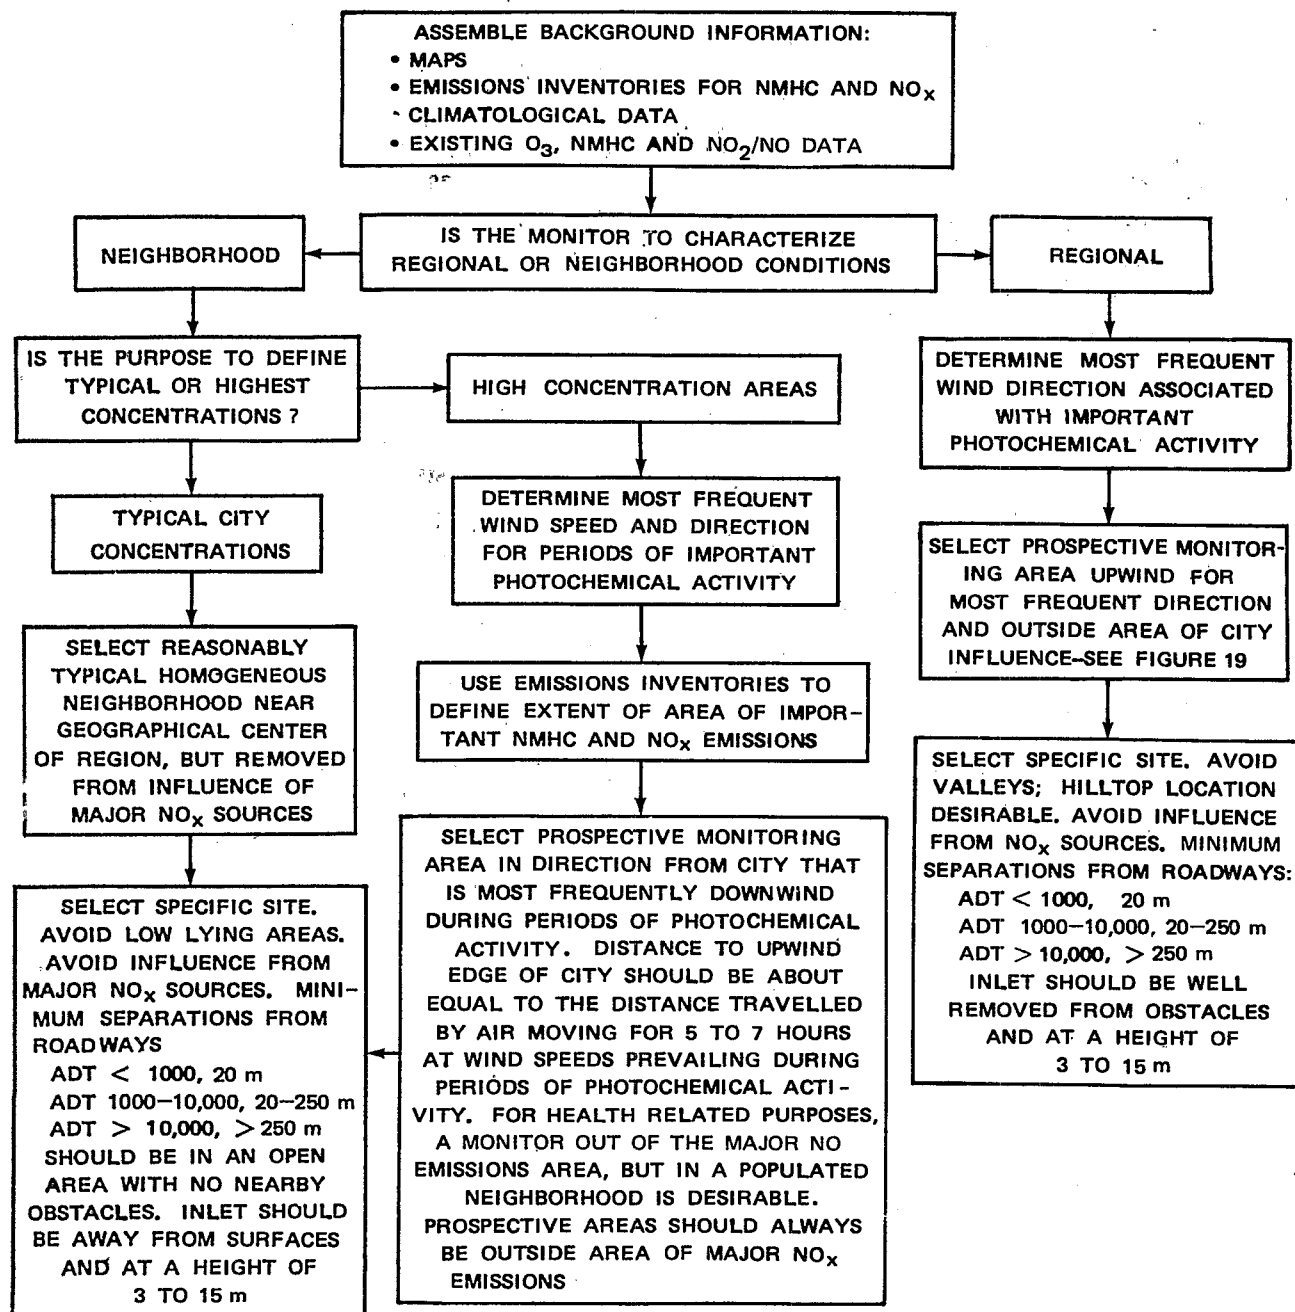 ASSEMBLE BACKGROUND INFORMATION:
• MAPS
• EMISSIONS INVENTORIES FOR NMHC AND NOx
• CLIMATOLOGICAL DATA
• EXISTING O3, NMHC AND NO2/NO DATA
IS THE MONITOR TO CHARACTERIZE
REGIONAL OR NEIGHBORHOOD CONDITIONS
NEIGHBORHOOD
REGIONAL
IS THE PURPOSE TO DEFINE
TYPICAL OR HIGHEST
CONCENTRATIONS ?
TYPICAL CITY
CONCENTRATIONS
SELECT REASONABLY
TYPICAL HOMOGENEOUS
NEIGHBORHOOD NEAR
GEOGRAPHICAL CENTER
OF REGION, BUT REMOVED
FROM INFLUENCE OF
MAJOR NOx SOURCES
SELECT SPECIFIC SITE.
AVOID LOW LYING AREAS.
AVOID INFLUENCE FROM
MAJOR NOx SOURCES. MINI-
MUM SEPARATIONS FROM
ROADWAYS
ADT < 1000, 20 m
ADT 1000–10,000, 20–250 m
ADT > 10,000, > 250 m
SHOULD BE IN AN OPEN
AREA WITH NO NEARBY
OBSTACLES. INLET SHOULD
BE AWAY FROM SURFACES
AND AT A HEIGHT OF
3 TO 15 m
HIGH CONCENTRATION AREAS
DETERMINE MOST FREQUENT
WIND SPEED AND DIRECTION
FOR PERIODS OF IMPORTANT
PHOTOCHEMICAL ACTIVITY
USE EMISSIONS INVENTORIES TO
DEFINE EXTENT OF AREA OF IMPOR-
TANT NMHC AND NOx EMISSIONS
SELECT PROSPECTIVE MONITORING
AREA IN DIRECTION FROM CITY THAT
IS MOST FREQUENTLY DOWNWIND
DURING PERIODS OF PHOTOCHEMICAL
ACTIVITY. DISTANCE TO UPWIND
EDGE OF CITY SHOULD BE ABOUT
EQUAL TO THE DISTANCE TRAVELLED
BY AIR MOVING FOR 5 TO 7 HOURS
AT WIND SPEEDS PREVAILING DURING
PERIODS OF PHOTOCHEMICAL ACTI-
VITY. FOR HEALTH RELATED PURPOSES,
A MONITOR OUT OF THE MAJOR NO
EMISSIONS AREA, BUT IN A POPULATED
NEIGHBORHOOD IS DESIRABLE.
PROSPECTIVE AREAS SHOULD ALWAYS
BE OUTSIDE AREA OF MAJOR NOx
EMISSIONS
DETERMINE MOST FREQUENT
WIND DIRECTION ASSOCIATED
WITH IMPORTANT
PHOTOCHEMICAL ACTIVITY
SELECT PROSPECTIVE MONITOR-
ING AREA UPWIND FOR
MOST FREQUENT DIRECTION
AND OUTSIDE AREA OF CITY
INFLUENCE–SEE FIGURE 19
SELECT SPECIFIC SITE. AVOID
VALLEYS; HILLTOP LOCATION
DESIRABLE. AVOID INFLUENCE
FROM NOx SOURCES. MINIMUM
SEPARATIONS FROM ROADWAYS:
ADT < 1000, 20 m
ADT 1000–10,000, 20–250 m
ADT > 10,000, > 250 m
INLET SHOULD BE WELL
REMOVED FROM OBSTACLES
AND AT A HEIGHT OF
3 TO 15 m